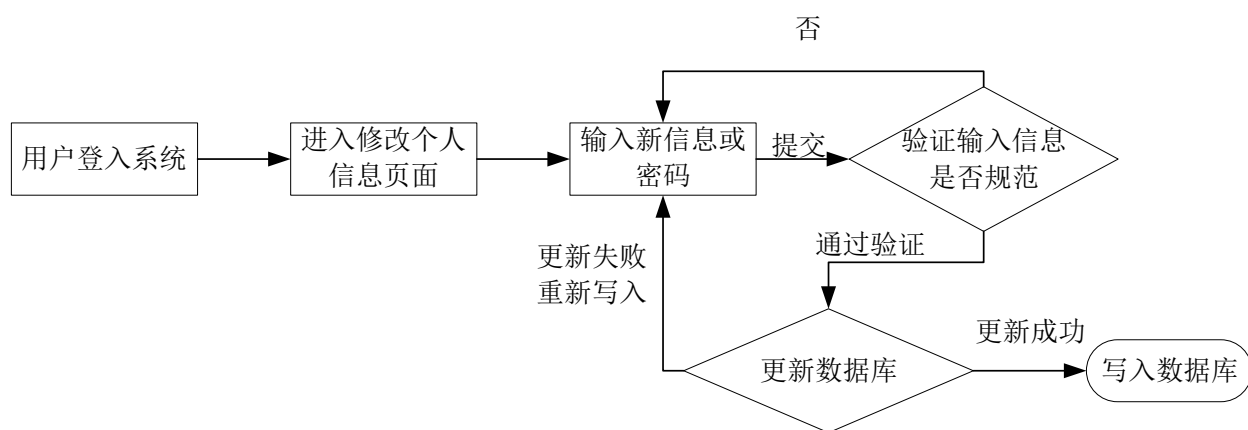 否
用户登入系统
进入修改个人
信息页面
输入新信息或
密码
提交
验证输入信息
是否规范
通过验证
更新失败
重新写入
更新数据库
更新成功
写入数据库